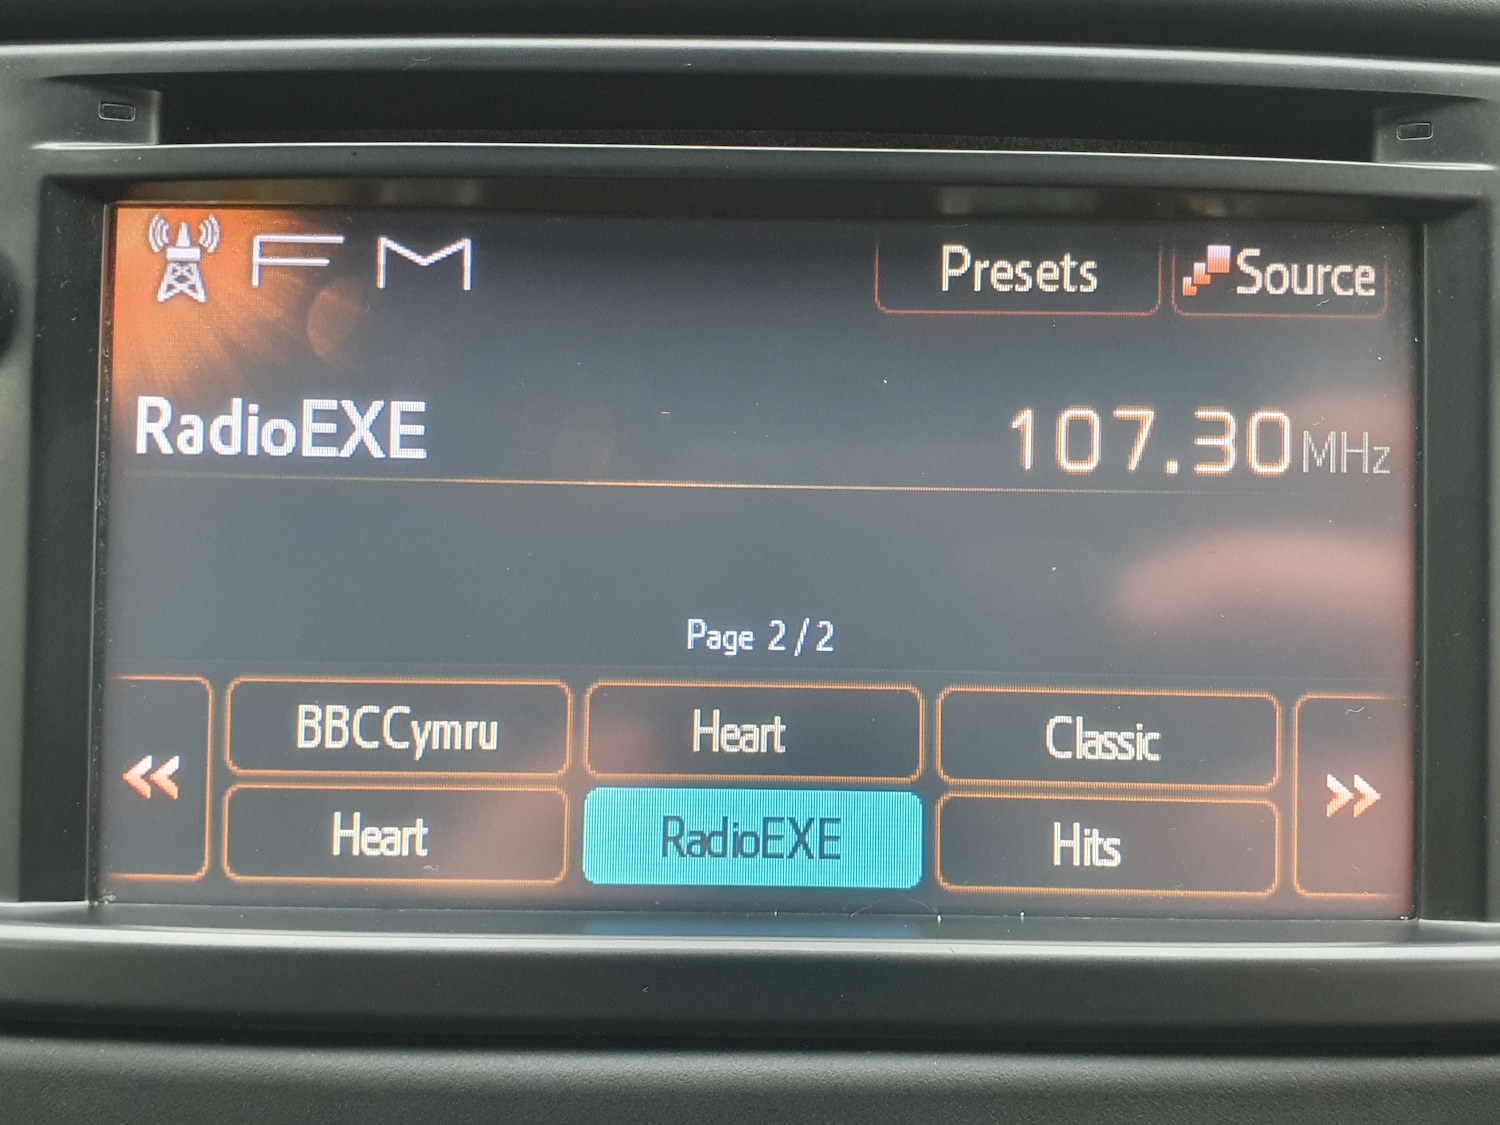 FM
Presets
Source
RadioEXE
107.30MHz
Page 2/2
BBCCymru
Heart
Classic
Heart
RadioEXE
Hits